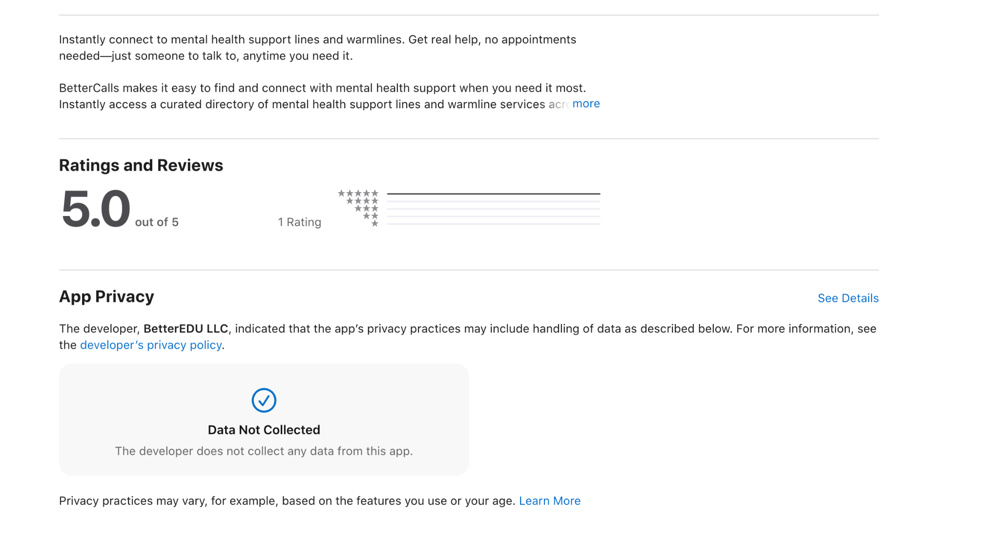 Instantly connect to mental health support lines and warmlines. Get real help, no appointments
needed—just someone to talk to, anytime you need it.
BetterCalls makes it easy to find and connect with mental health support when you need it most.
Instantly access a curated directory of mental health support lines and warmline services more
Ratings and Reviews
5.0 out of 5
1 Rating
App Privacy
See Details
The developer, BetterEDU LLC, indicated that the app’s privacy practices may include handling of data as described below. For more information, see
the developer’s privacy policy.
Data Not Collected
The developer does not collect any data from this app.
Privacy practices may vary, for example, based on the features you use or your age. Learn More